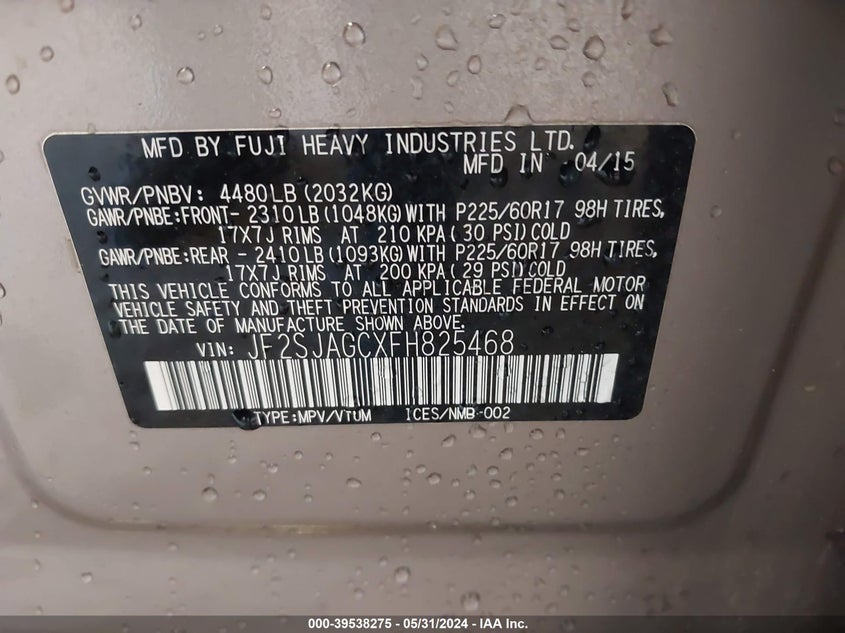 MFD BY FUJI HEAVY INDUSTRIES LTD.
MFD IN 04/15
GVWR/PNBV: 4480LB (2032KG)
GAWR/PNBE:FRONT- 2310LB (1048KG) WITH P225/60R17 98H TIRES,
17X7J RIMS AT 210 KPA (30 PSI) COLD
GAWR/PNBE:REAR - 2410LB (1093KG) WITH P225/60R17 98H TIRES,
17X7J RIMS AT 200 KPA (29 PSI) COLD
THIS VEHICLE CONFORMS TO ALL APPLICABLE FEDERAL MOTOR
VEHICLE SAFETY AND THEFT PREVENTION STANDARDS IN EFFECT ON
THE DATE OF MANUFACTURE SHOWN ABOVE.
VIN: JF2SJAGCXFH825468
TYPE:MPV/VTUM ICES/NMB-002
000-39538275 - 05/31/2024 - IAA Inc.